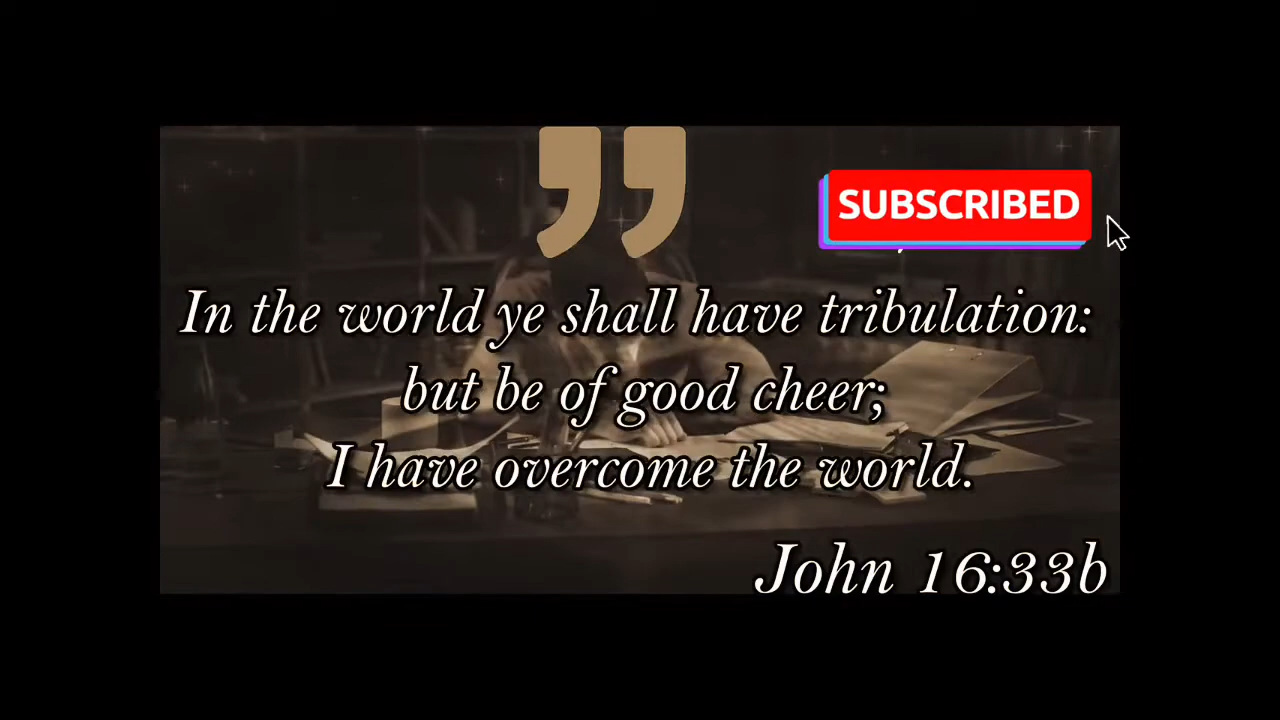 SUBSCRIBED
In the world ye shall have tribulation:
but be of good cheer;
I have overcome the world.
John 16:33b